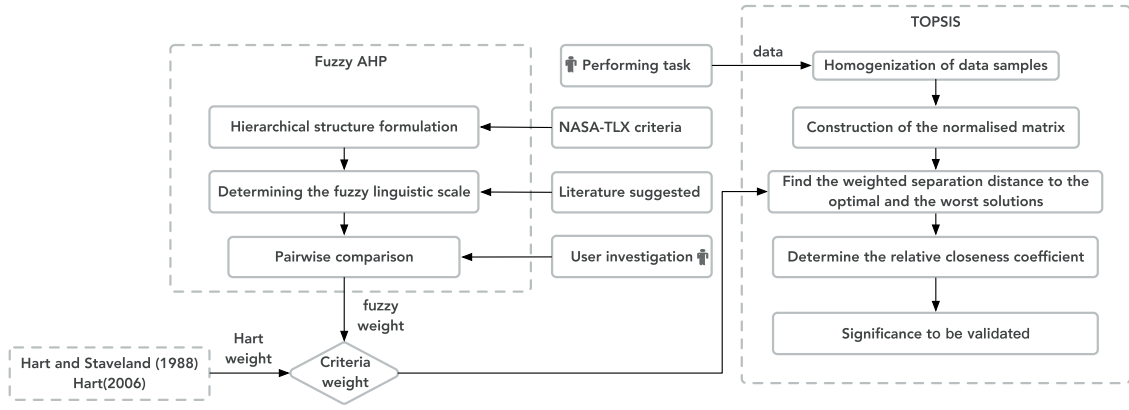 TOPSIS
Fuzzy AHP
Performing task
data
Homogenization of data samples
Hierarchical structure formulation
NASA-TLX criteria
Construction of the normalised matrix
Determining the fuzzy linguistic scale
Literature suggested
Find the weighted separation distance to the
optimal and the worst solutions
Pairwise comparison
User investigation
Determine the relative closeness coefficient
fuzzy
weight
Hart
weight
Significance to be validated
Hart and Staveland (1988)
Hart(2006)
Criteria
weight